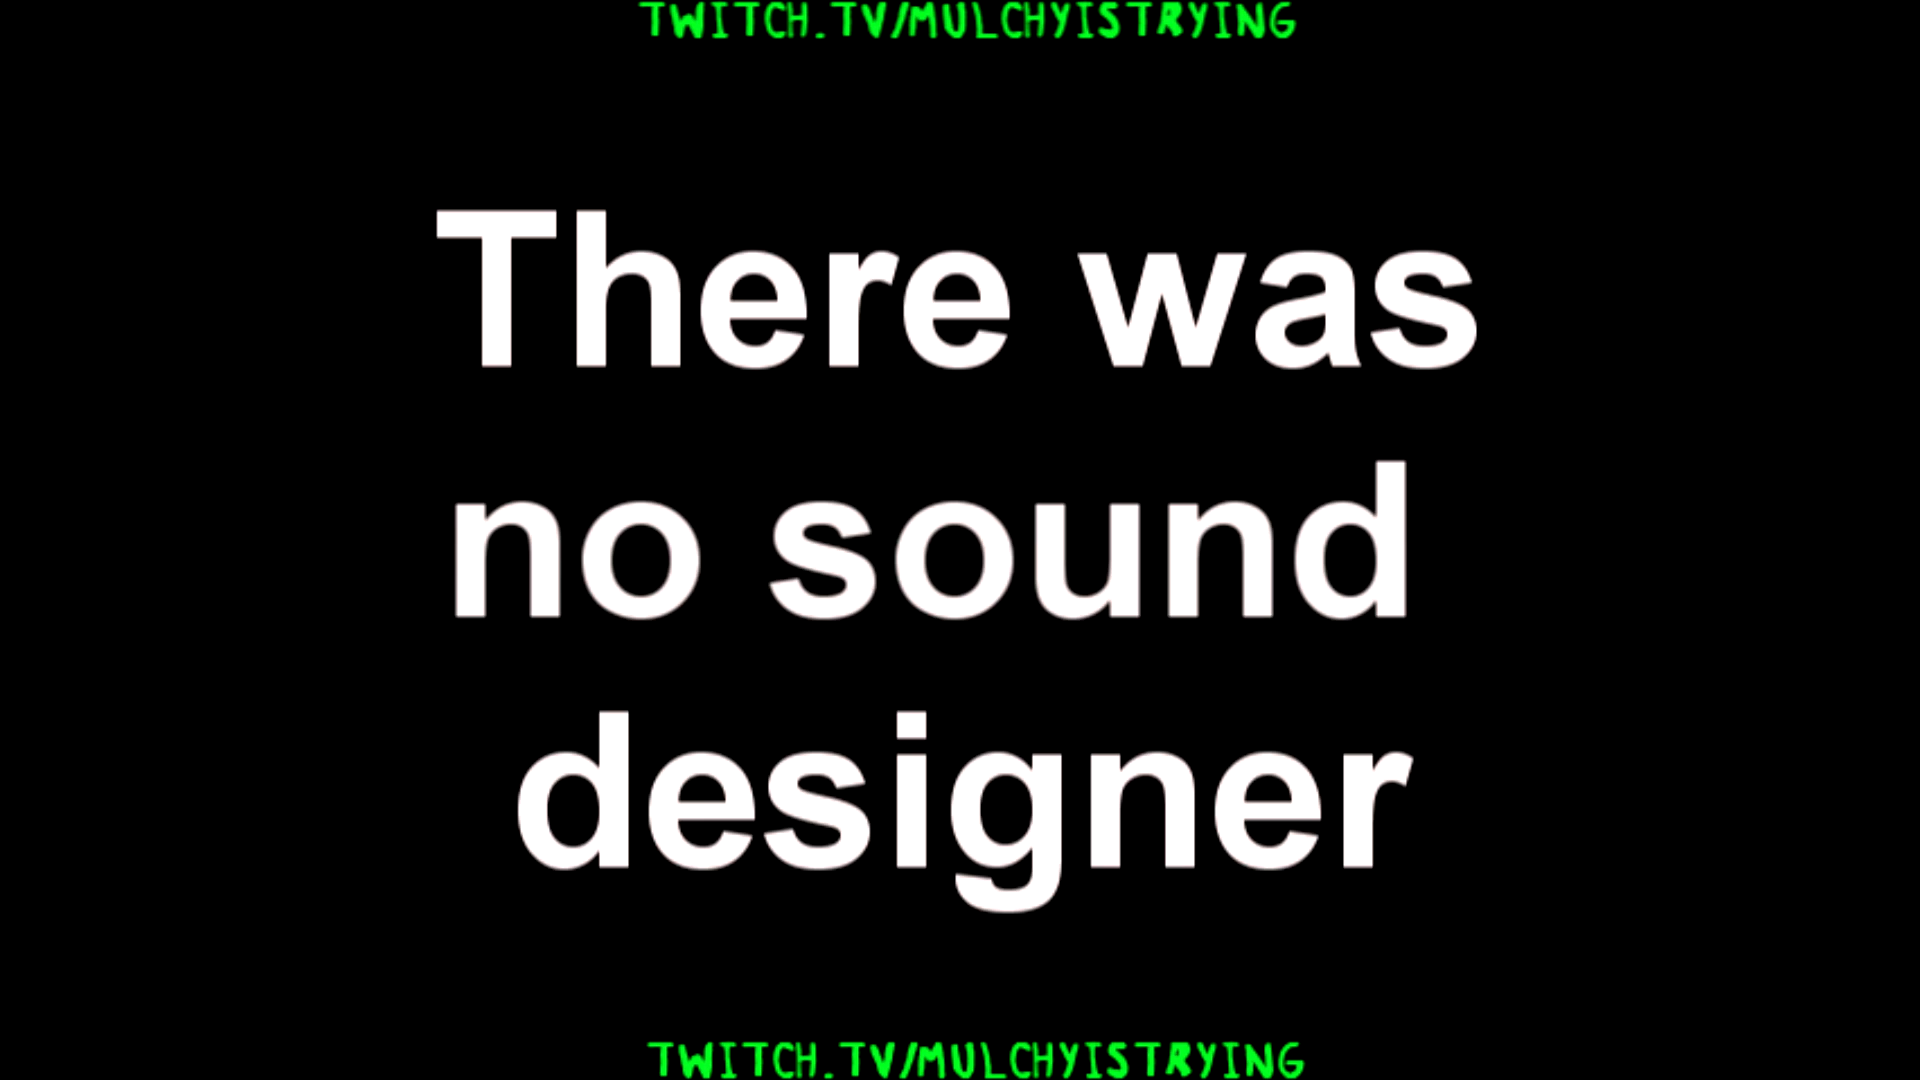 TWITCH.TV/MULCHYISTRYING
There was
no sound
designer
TWITCH.TV/MULCHYISTRYING